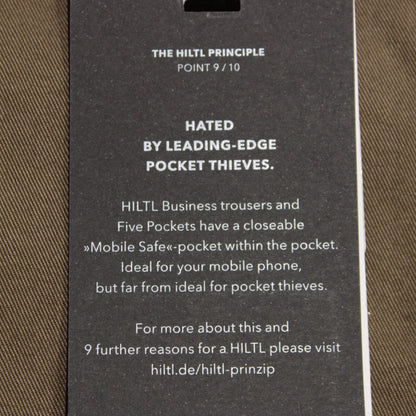 THE HILTL PRINCIPLE
POINT 9 / 10
HATED
BY LEADING-EDGE
POCKET THIEVES.
HILTL Business trousers and
Five Pockets have a closeable
»Mobile Safe«-pocket within the pocket.
Ideal for your mobile phone,
but far from ideal for pocket thieves.
For more about this and
9 further reasons for a HILTL please visit
hiltl.de/hiltl-prinzip